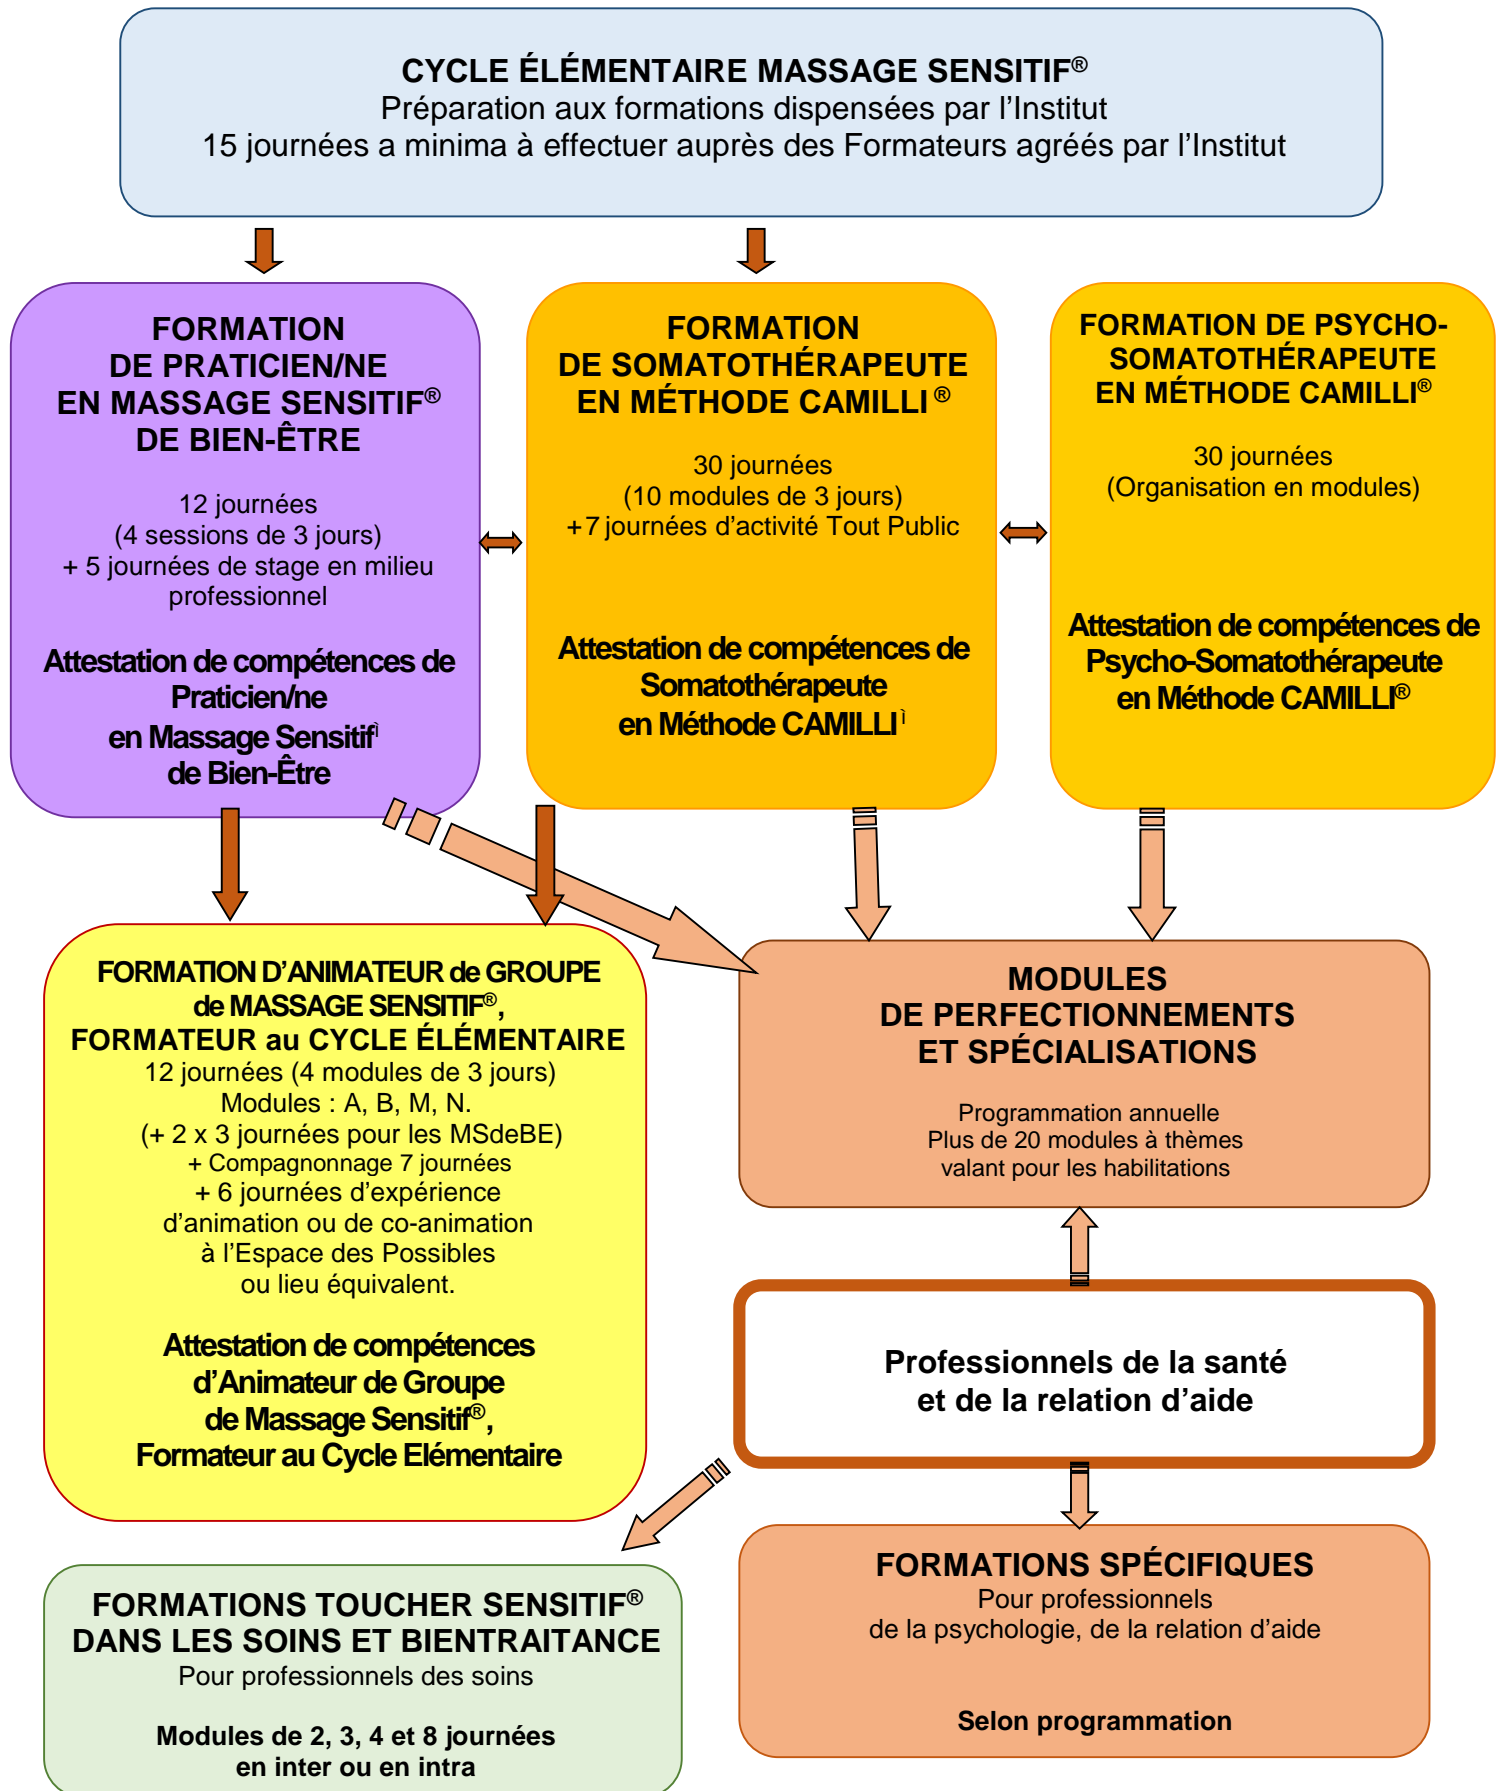 CYCLE ÉLÉMENTAIRE MASSAGE SENSITIF®
Préparation aux formations dispensées par l’Institut
15 journées a minima à effectuer auprès des Formateurs agréés par l’Institut
FORMATION
DE PRATICIEN/NE
EN MASSAGE SENSITIF®
DE BIEN-ÊTRE
12 journées
(4 sessions de 3 jours)
+ 5 journées de stage en milieu
professionnel
Attestation de compétences de
Praticien/ne
en Massage Sensitifì
de Bien-Être
FORMATION
DE SOMATOTHÉRAPEUTE
EN MÉTHODE CAMILLI ®
30 journées
(10 modules de 3 jours)
+ 7 journées d’activité Tout Public
Attestation de compétences de
Somatothérapeute
en Méthode CAMILLI ì
FORMATION DE PSYCHO-
SOMATOTHÉRAPEUTE
EN MÉTHODE CAMILLI®
30 journées
(Organisation en modules)
Attestation de compétences de
Psycho-Somatothérapeute
en Méthode CAMILLI®
FORMATION D’ANIMATEUR de GROUPE
de MASSAGE SENSITIF®,
FORMATEUR au CYCLE ÉLÉMENTAIRE
12 journées (4 modules de 3 jours)
Modules : A, B, M, N.
(+ 2 x 3 journées pour les MSdeBE)
+ Compagnonnage 7 journées
+ 6 journées d’expérience
d’animation ou de co-animation
à l’Espace des Possibles
ou lieu équivalent.
Attestation de compétences
d’Animateur de Groupe
de Massage Sensitif®,
Formateur au Cycle Elémentaire
MODULES
DE PERFECTIONNEMENTS
ET SPÉCIALISATIONS
Programmation annuelle
Plus de 20 modules à thèmes
valant pour les habilitations
Professionnels de la santé
et de la relation d’aide
FORMATIONS TOUCHER SENSITIF®
DANS LES SOINS ET BIENTRAITANCE
Pour professionnels des soins
Modules de 2, 3, 4 et 8 journées
en inter ou en intra
FORMATIONS SPÉCIFIQUES
Pour professionnels
de la psychologie, de la relation d’aide
Selon programmation